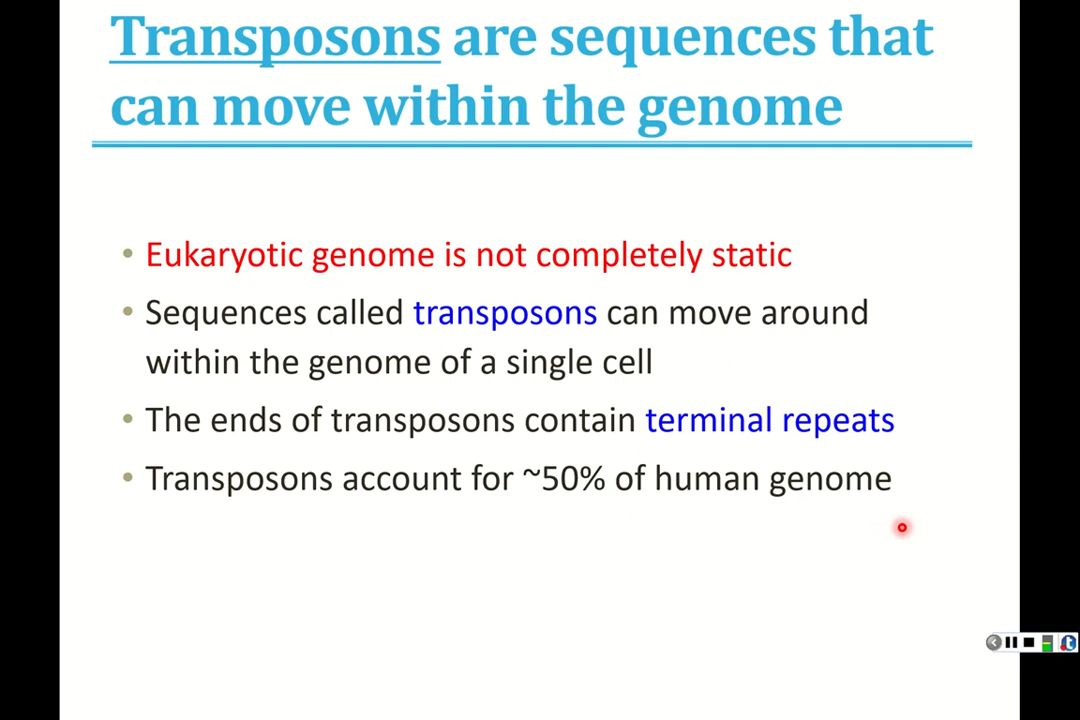 Transposons are sequences that
can move within the genome
• Eukaryotic genome is not completely static
• Sequences called transposons can move around
within the genome of a single cell
• The ends of transposons contain terminal repeats
• Transposons account for ~50% of human genome